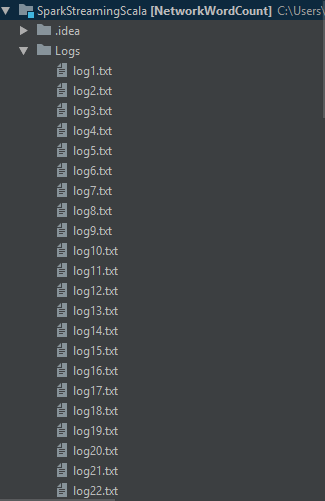 SparkStreamingScala [NetworkWordCount] C:\Users\
.idea
Logs
log1.txt
log2.txt
log3.txt
log4.txt
log5.txt
log6.txt
log7.txt
log8.txt
log9.txt
log10.txt
log11.txt
log12.txt
log13.txt
log14.txt
log15.txt
log16.txt
log17.txt
log18.txt
log19.txt
log20.txt
log21.txt
log22.txt